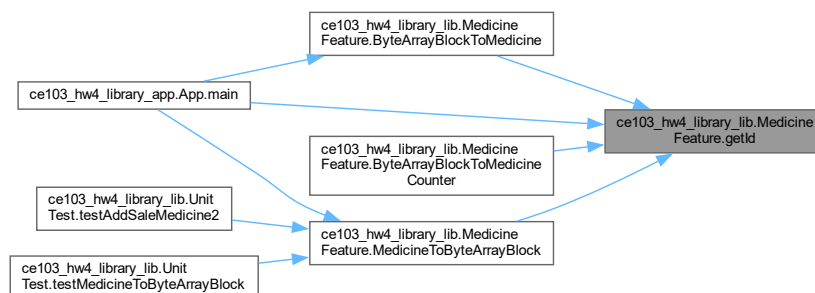 ce103_hw4_library_lib.Medicine
Feature.ByteArrayBlockToMedicine
ce103_hw4_library_app.App.main
ce103_hw4_library_lib.Medicine
Feature.getId
ce103_hw4_library_lib.Medicine
Feature.ByteArrayBlockToMedicine
Counter
ce103_hw4_library_lib.Unit
Test.testAddSaleMedicine2
ce103_hw4_library_lib.Medicine
Feature.MedicineToByteArrayBlock
ce103_hw4_library_lib.Unit
Test.testMedicineToByteArrayBlock